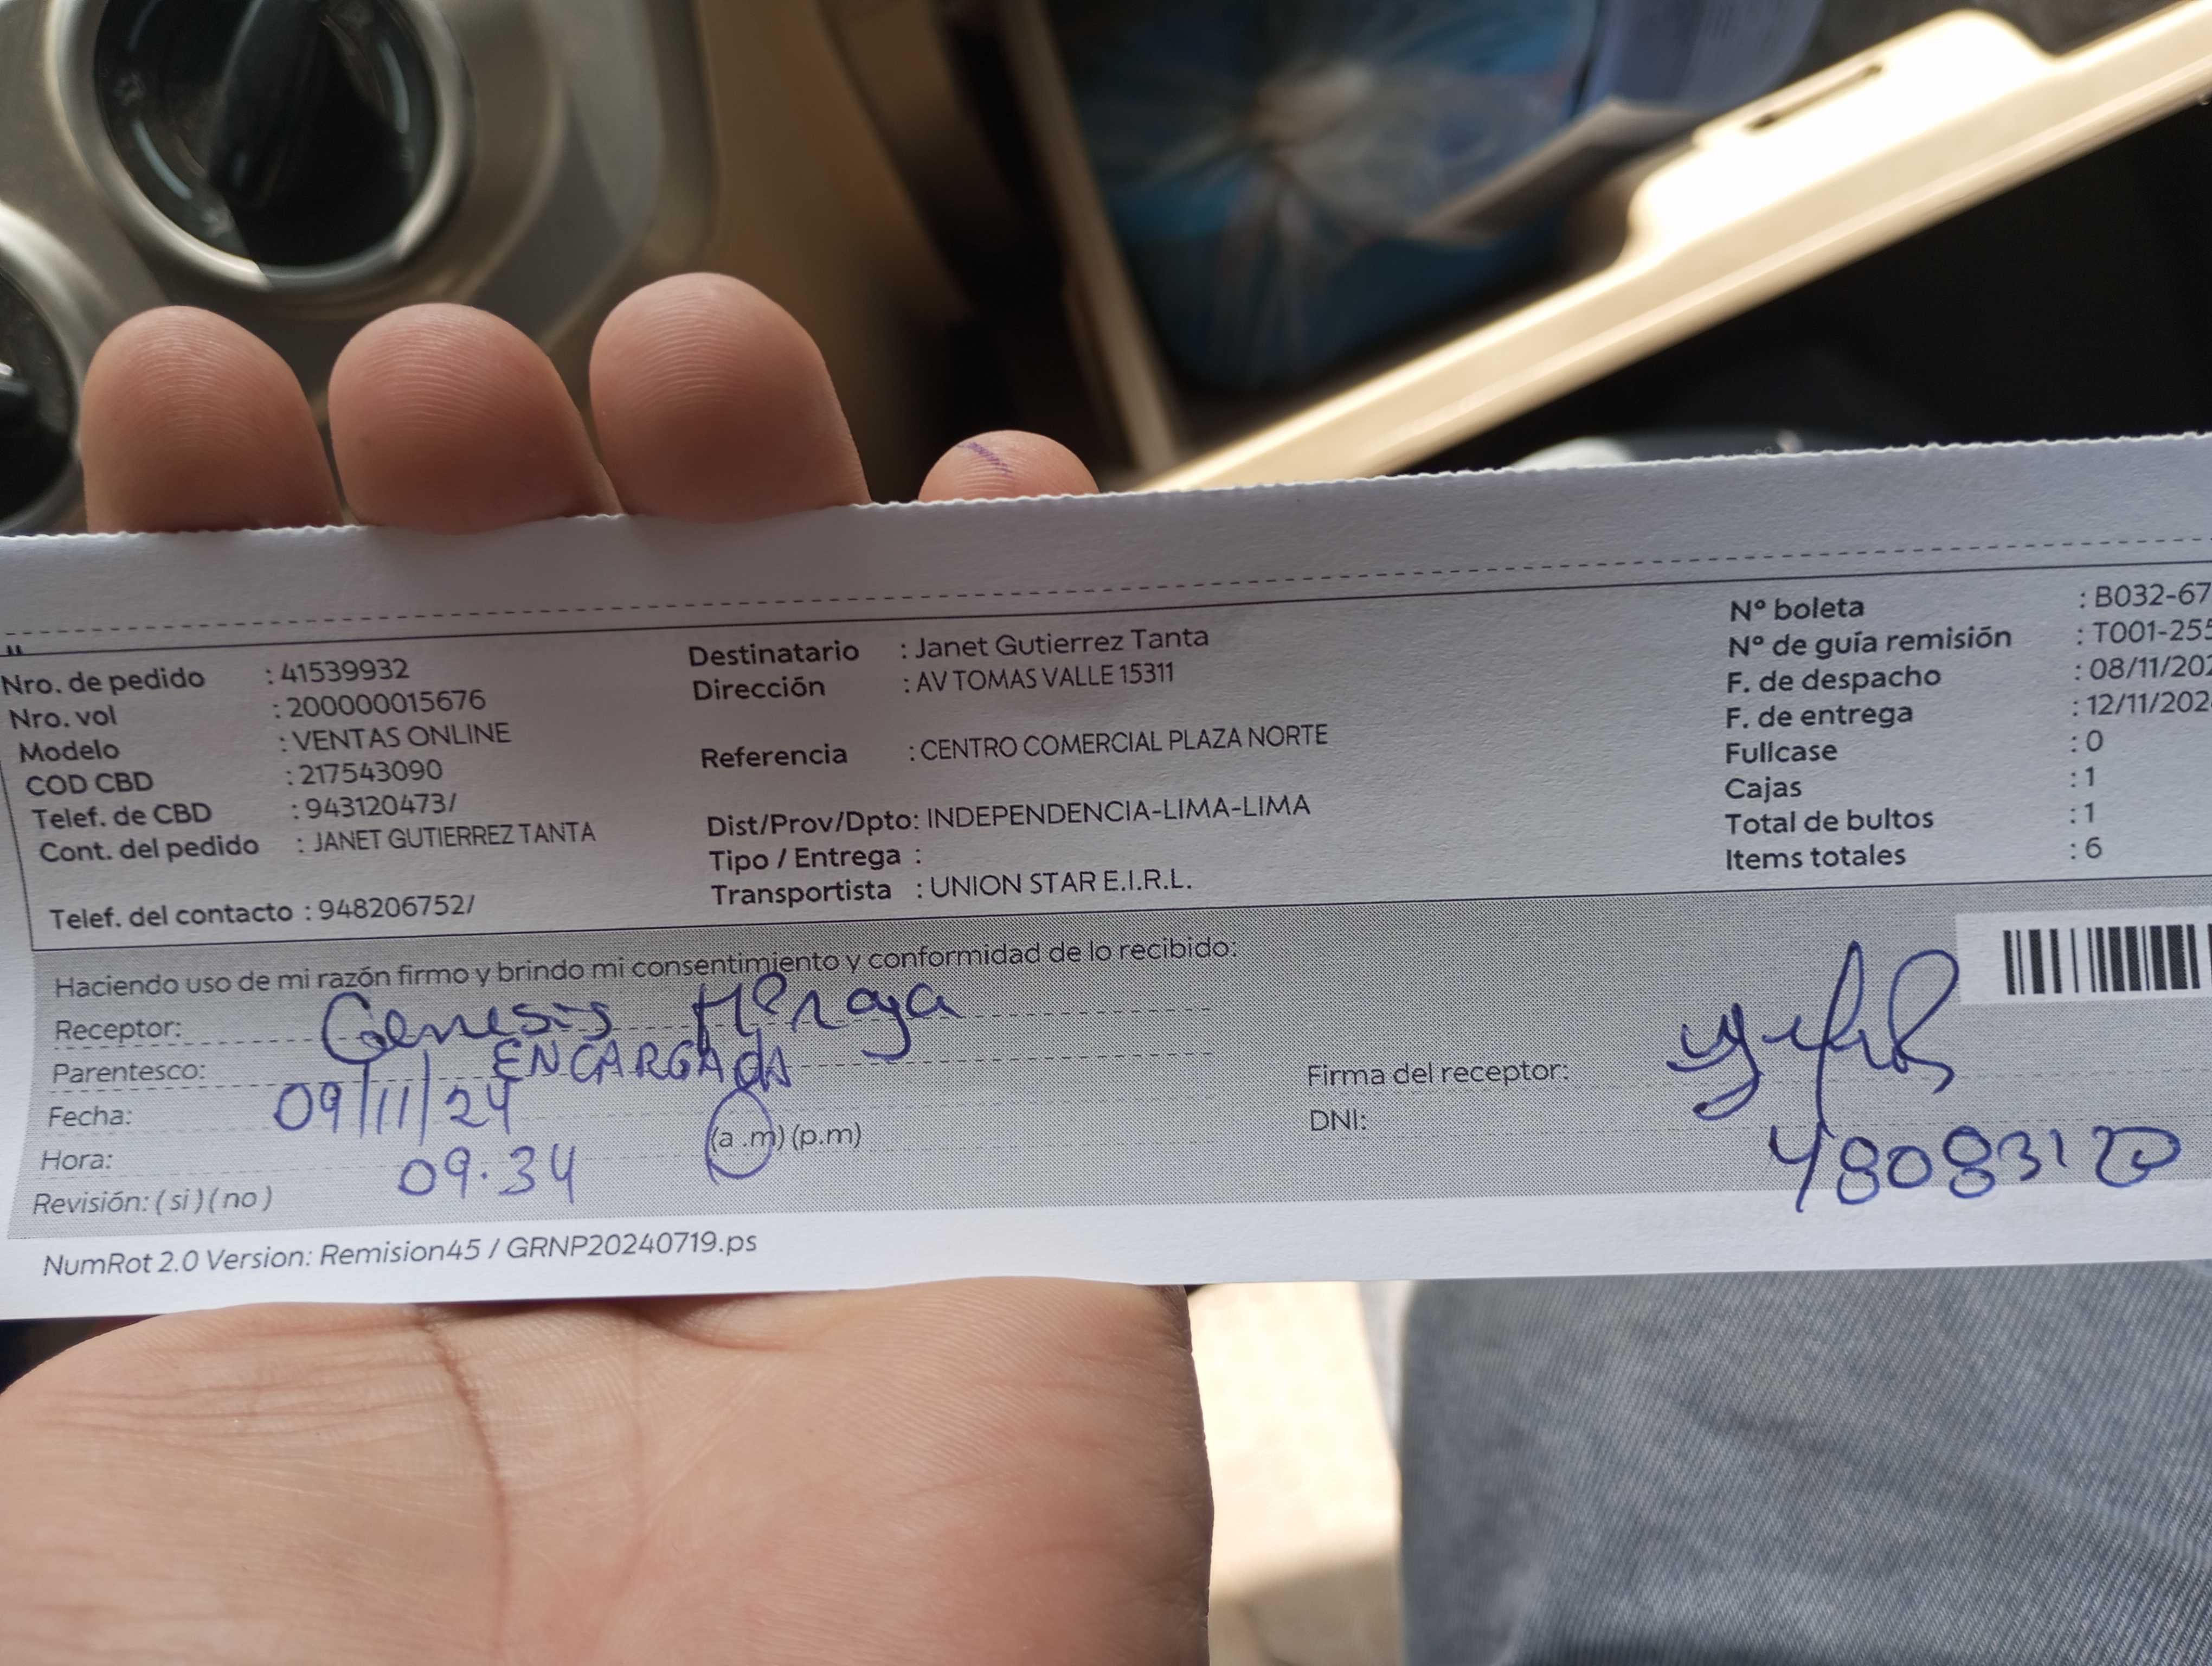 Nro. de pedido : 41539932
Nro. vol : 200000015676
Modelo : VENTAS ONLINE
COD CBD : 217543090
Telef. de CBD : 943120473/
Cont. del pedido : JANET GUTIERREZ TANTA
Telef. del contacto : 948206752/
Destinatario : Janet Gutierrez Tanta
Dirección : AV TOMAS VALLE 15311
Referencia : CENTRO COMERCIAL PLAZA NORTE
Dist/Prov/Dpto: INDEPENDENCIA-LIMA-LIMA
Tipo / Entrega :
Transportista : UNION STAR E.I.R.L.
Nº boleta : B032-67
Nº de guía remisión : T001-255
F. de despacho : 08/11/202
F. de entrega : 12/11/202
Fullcase : 0
Cajas : 1
Total de bultos : 1
Items totales : 6
Haciendo uso de mi razón firmo y brindo mi consentimiento y conformidad de lo recibido:
Receptor: Genesis
Parentesco: ENCARGADA
Fecha: 09/11/24
Hora: 09.34 (a.m) (p.m)
Revisión: ( si ) ( no )
Firma del receptor:
DNI: 48083120
NumRot 2.0 Version: Remision45 / GRNP20240719.ps